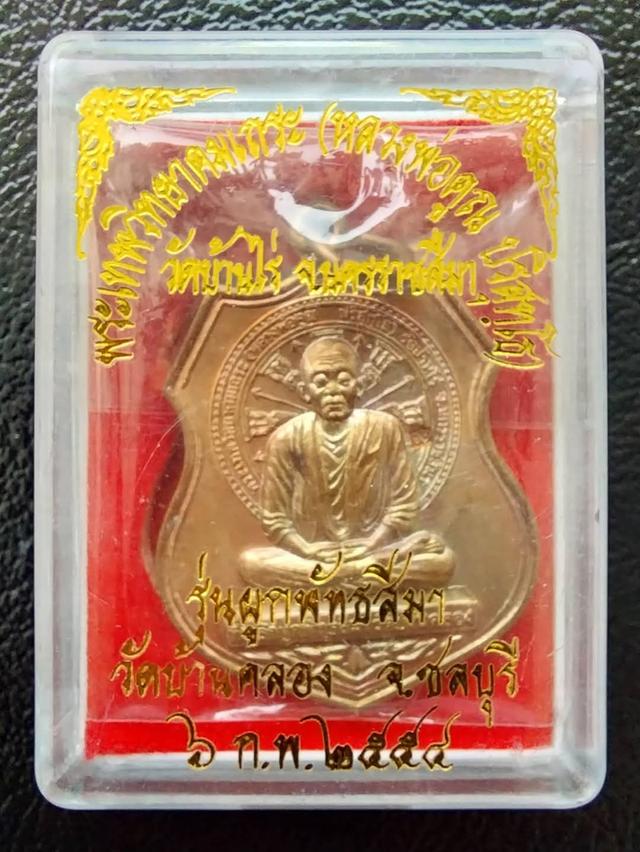 พระเทพวิทยาคมเถระ (หลวงพ่อคูณ ปริสุทฺโธ)
วัดบ้านไร่ จ.นครราชสีมา
รุ่นผูกพัทธสีมา
วัดบ้านคลอง จ.ชลบุรี
๖ ก.พ. ๒๕๕๔